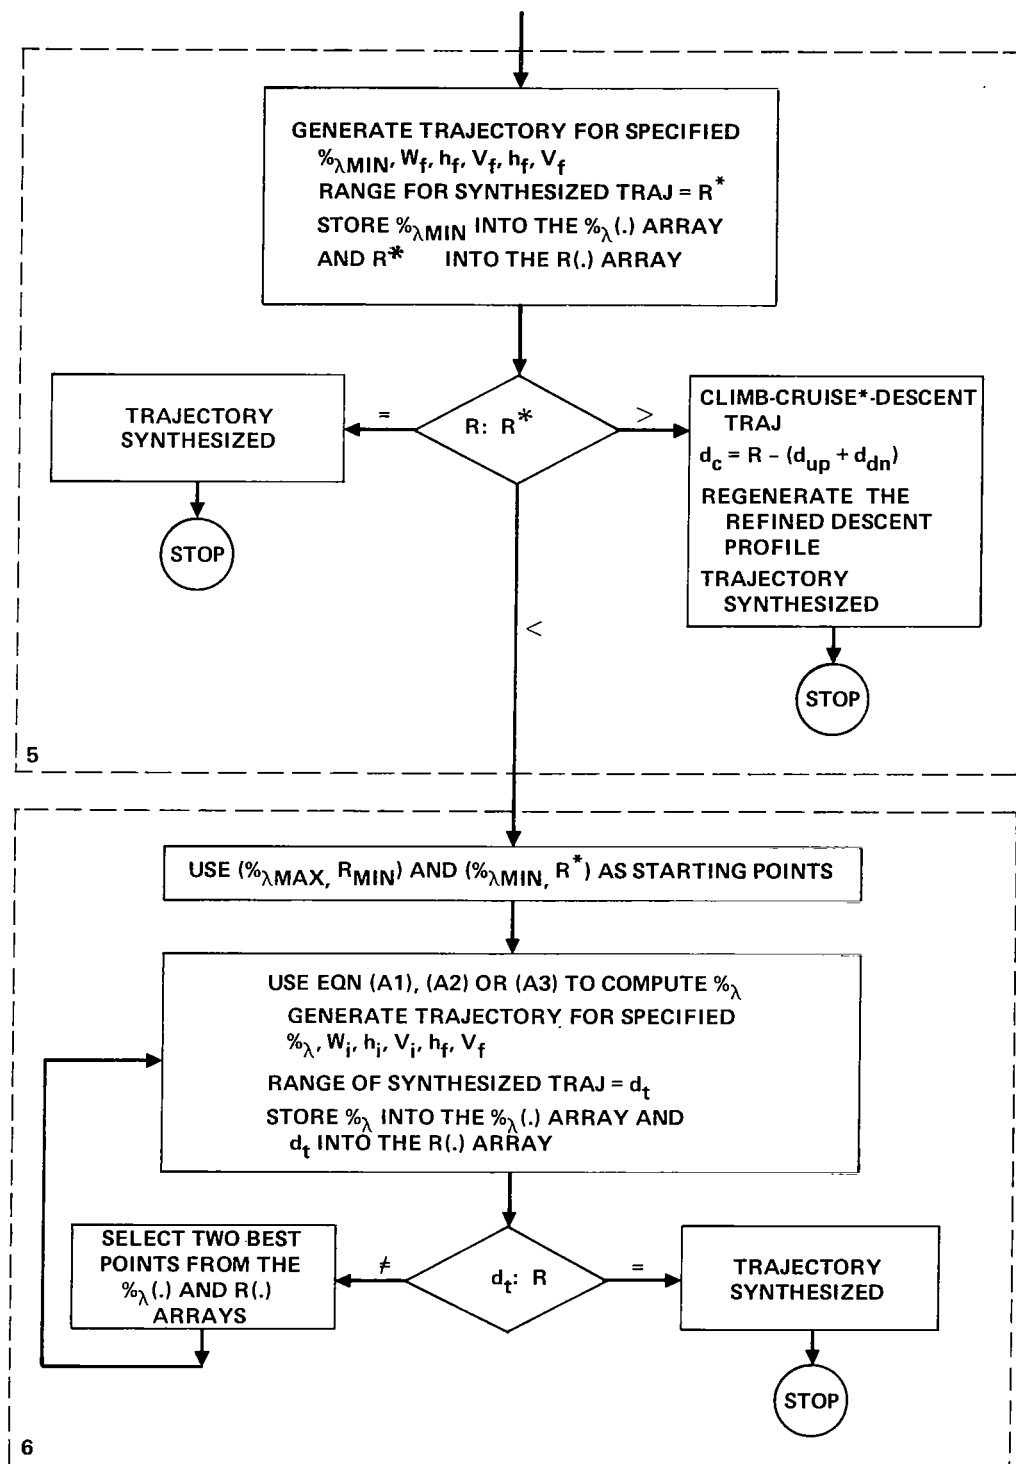 GENERATE TRAJECTORY FOR SPECIFIED
%λMIN, Wf, hf, Vf, hf, Vf
RANGE FOR SYNTHESIZED TRAJ = R*
STORE %λMIN INTO THE %λ(.) ARRAY
AND R* INTO THE R(.) ARRAY
TRAJECTORY
SYNTHESIZED
=
R: R*
>
CLIMB-CRUISE*-DESCENT
TRAJ
dc = R – (dup + ddn)
REGENERATE THE
REFINED DESCENT
PROFILE
TRAJECTORY
SYNTHESIZED
STOP
<
STOP
5
USE (%λMAX, RMIN) AND (%λMIN, R*) AS STARTING POINTS
USE EQN (A1), (A2) OR (A3) TO COMPUTE %λ
GENERATE TRAJECTORY FOR SPECIFIED
%λ, Wi, hi, Vi, hf, Vf
RANGE OF SYNTHESIZED TRAJ = dt
STORE %λ INTO THE %λ(.) ARRAY AND
dt INTO THE R(.) ARRAY
SELECT TWO BEST
POINTS FROM THE
%λ(.) AND R(.)
ARRAYS
≠
dt: R
=
TRAJECTORY
SYNTHESIZED
STOP
6